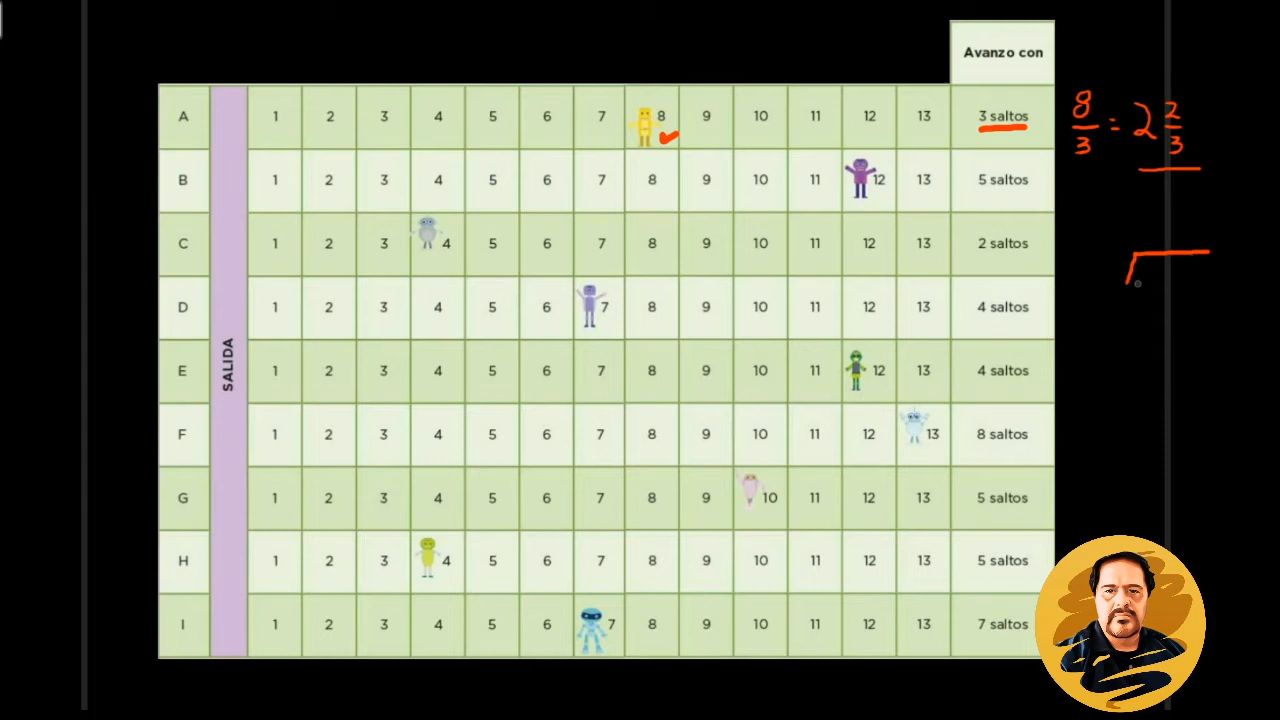 Avanzo con
A 1 2 3 4 5 6 7 8 9 10 11 12 13 3 saltos
B 1 2 3 4 5 6 7 8 9 10 11 12 13 5 saltos
C 1 2 3 4 5 6 7 8 9 10 11 12 13 2 saltos
D 1 2 3 4 5 6 7 8 9 10 11 12 13 4 saltos
E 1 2 3 4 5 6 7 8 9 10 11 12 13 4 saltos
F 1 2 3 4 5 6 7 8 9 10 11 12 13 8 saltos
G 1 2 3 4 5 6 7 8 9 10 11 12 13 5 saltos
H 1 2 3 4 5 6 7 8 9 10 11 12 13 5 saltos
I 1 2 3 4 5 6 7 8 9 10 11 12 13 7 saltos
SALIDA
8/3 = 2 2/3